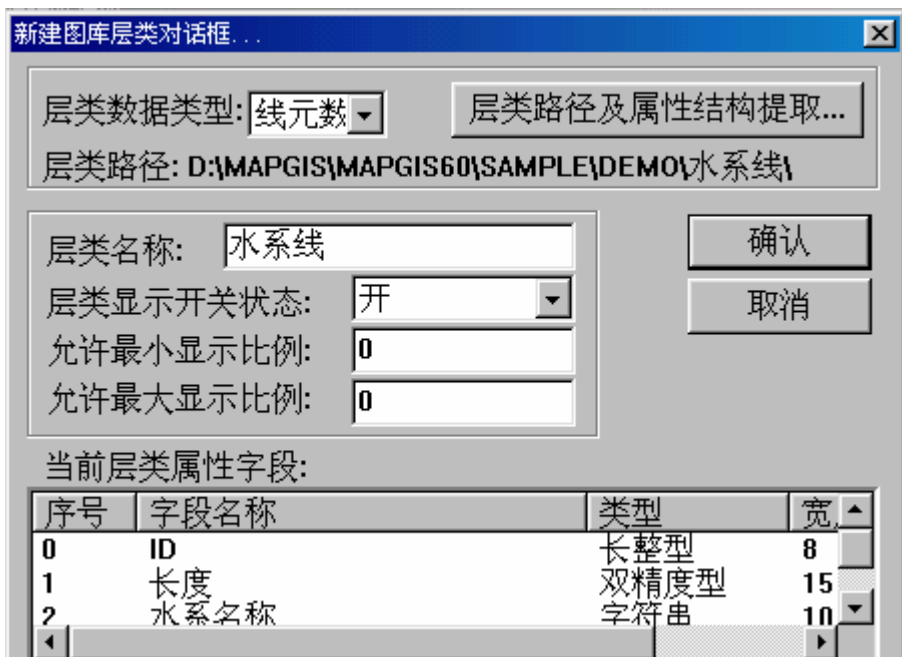 新建图库层类对话框...
层类数据类型: 线元数 层类路径及属性结构提取...
层类路径: D:\MAPGIS\MAPGIS60\SAMPLE\DEMO\水系线\
层类名称: 水系线 确认
层类显示开关状态: 开 取消
允许最小显示比例: 0
允许最大显示比例: 0
当前层类属性字段:
序号 字段名称 类型 宽
0 ID 长整型 8
1 长度 双精度型 15
2 水系名称 字符串 10